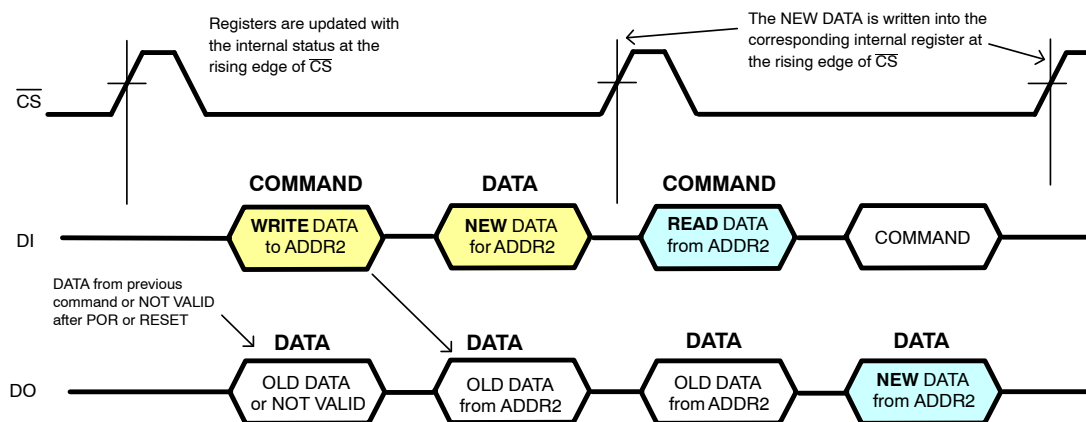 Registers are updated with
the internal status at the
rising edge of CS
The NEW DATA is written into the
corresponding internal register at
the rising edge of CS
CS
COMMAND
DATA
COMMAND
DI
WRITE DATA
to ADDR2
NEW DATA
for ADDR2
READ DATA
from ADDR2
COMMAND
DATA from previous
command or NOT VALID
after POR or RESET
DATA
DATA
DATA
DATA
DO
OLD DATA
or NOT VALID
OLD DATA
from ADDR2
OLD DATA
from ADDR2
NEW DATA
from ADDR2